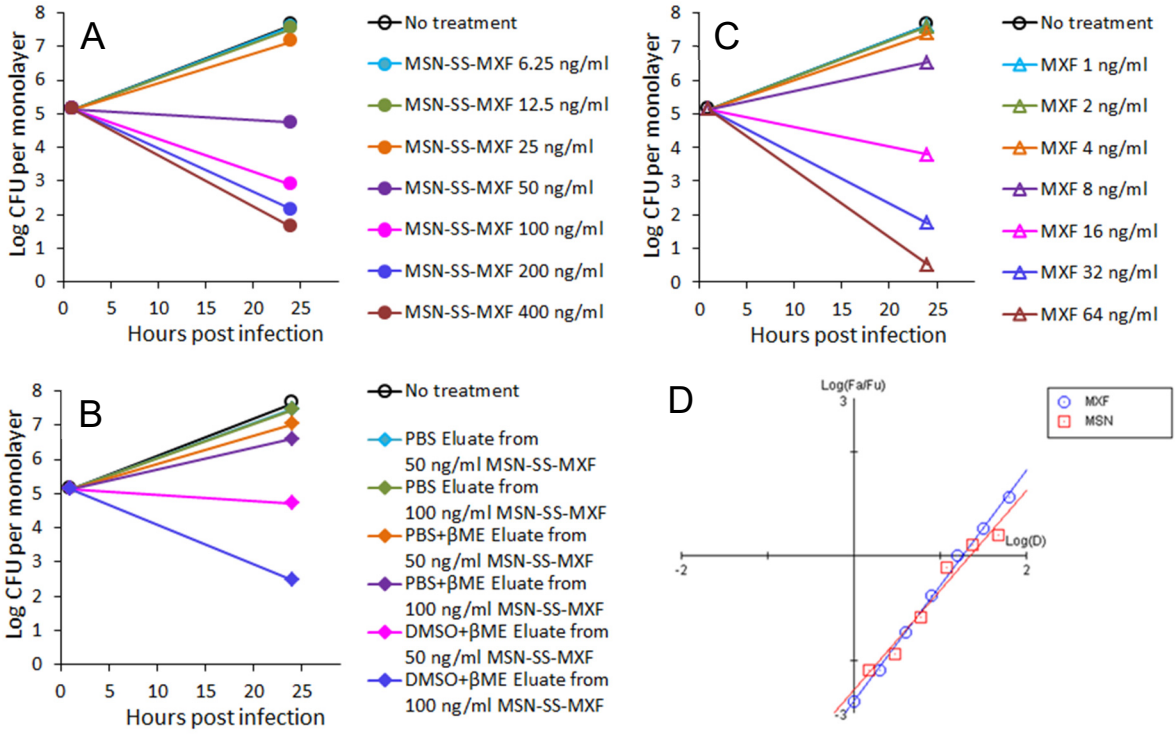 A
Log CFU per monolayer
8
7
6
5
4
3
2
1
0
0 5 10 15 20 25
Hours post infection
No treatment
MSN-SS-MXF 6.25 ng/ml
MSN-SS-MXF 12.5 ng/ml
MSN-SS-MXF 25 ng/ml
MSN-SS-MXF 50 ng/ml
MSN-SS-MXF 100 ng/ml
MSN-SS-MXF 200 ng/ml
MSN-SS-MXF 400 ng/ml
C
Log CFU per monolayer
8
7
6
5
4
3
2
1
0
0 5 10 15 20 25
Hours post infection
No treatment
MXF 1 ng/ml
MXF 2 ng/ml
MXF 4 ng/ml
MXF 8 ng/ml
MXF 16 ng/ml
MXF 32 ng/ml
MXF 64 ng/ml
B
Log CFU per monolayer
8
7
6
5
4
3
2
1
0
0 5 10 15 20 25
Hours post infection
No treatment
PBS Eluate from
50 ng/ml MSN-SS-MXF
PBS Eluate from
100 ng/ml MSN-SS-MXF
PBS+βME Eluate from
50 ng/ml MSN-SS-MXF
PBS+βME Eluate from
100 ng/ml MSN-SS-MXF
DMSO+βME Eluate from
50 ng/ml MSN-SS-MXF
DMSO+βME Eluate from
100 ng/ml MSN-SS-MXF
D
Log(Fa/Fu)
3
Log(D)
-2 2
-3
MXF
MSN